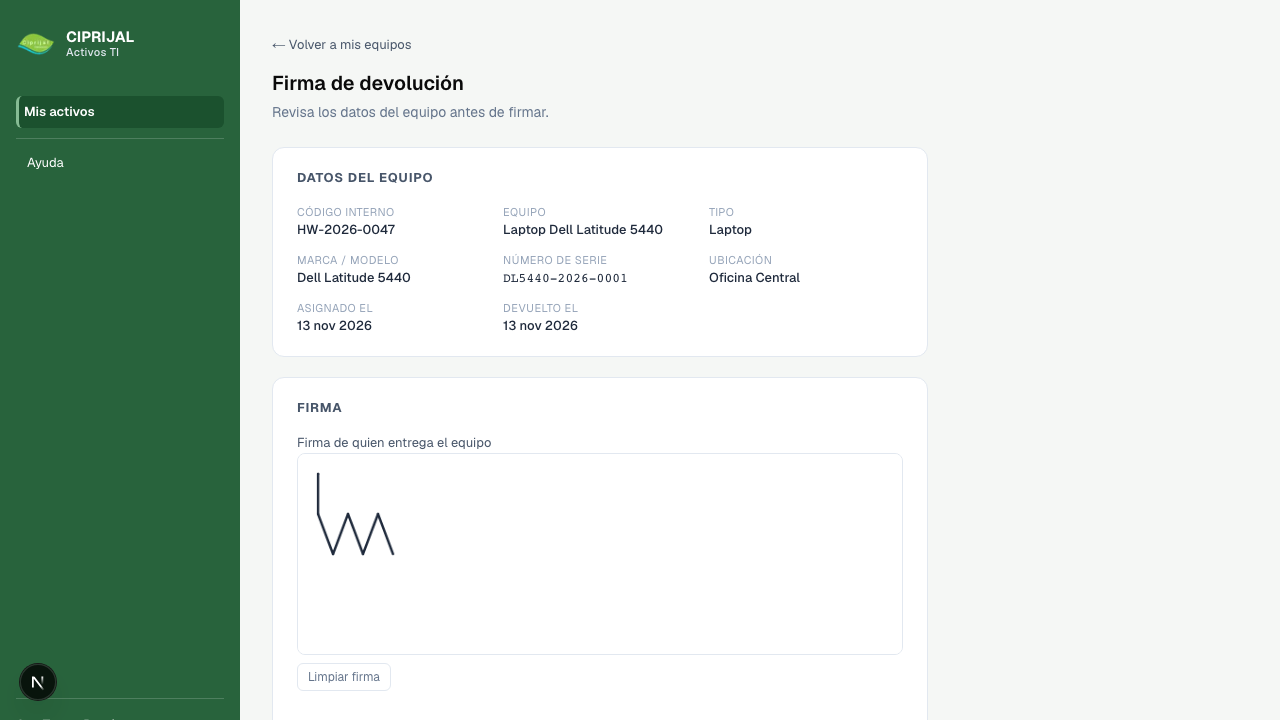 Ciprijal
CIPRIJAL
Activos TI
Mis activos
Ayuda
N
← Volver a mis equipos
Firma de devolución
Revisa los datos del equipo antes de firmar.
DATOS DEL EQUIPO
CÓDIGO INTERNO
HW-2026-0047
EQUIPO
Laptop Dell Latitude 5440
TIPO
Laptop
MARCA / MODELO
Dell Latitude 5440
NÚMERO DE SERIE
DL5440-2026-0001
UBICACIÓN
Oficina Central
ASIGNADO EL
13 nov 2026
DEVUELTO EL
13 nov 2026
FIRMA
Firma de quien entrega el equipo
Limpiar firma